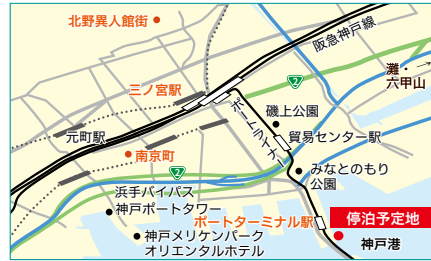 北野異人館街
阪急神戸線
灘・
六甲山
2
三ノ宮駅
ポートライナー
磯上公園
元町駅
貿易センター駅
南京町
2
みなとのもり
公園
浜手バイパス
神戸ポートタワー
ポートターミナル駅
停泊予定地
神戸メリケンパーク
オリエンタルホテル
神戸港